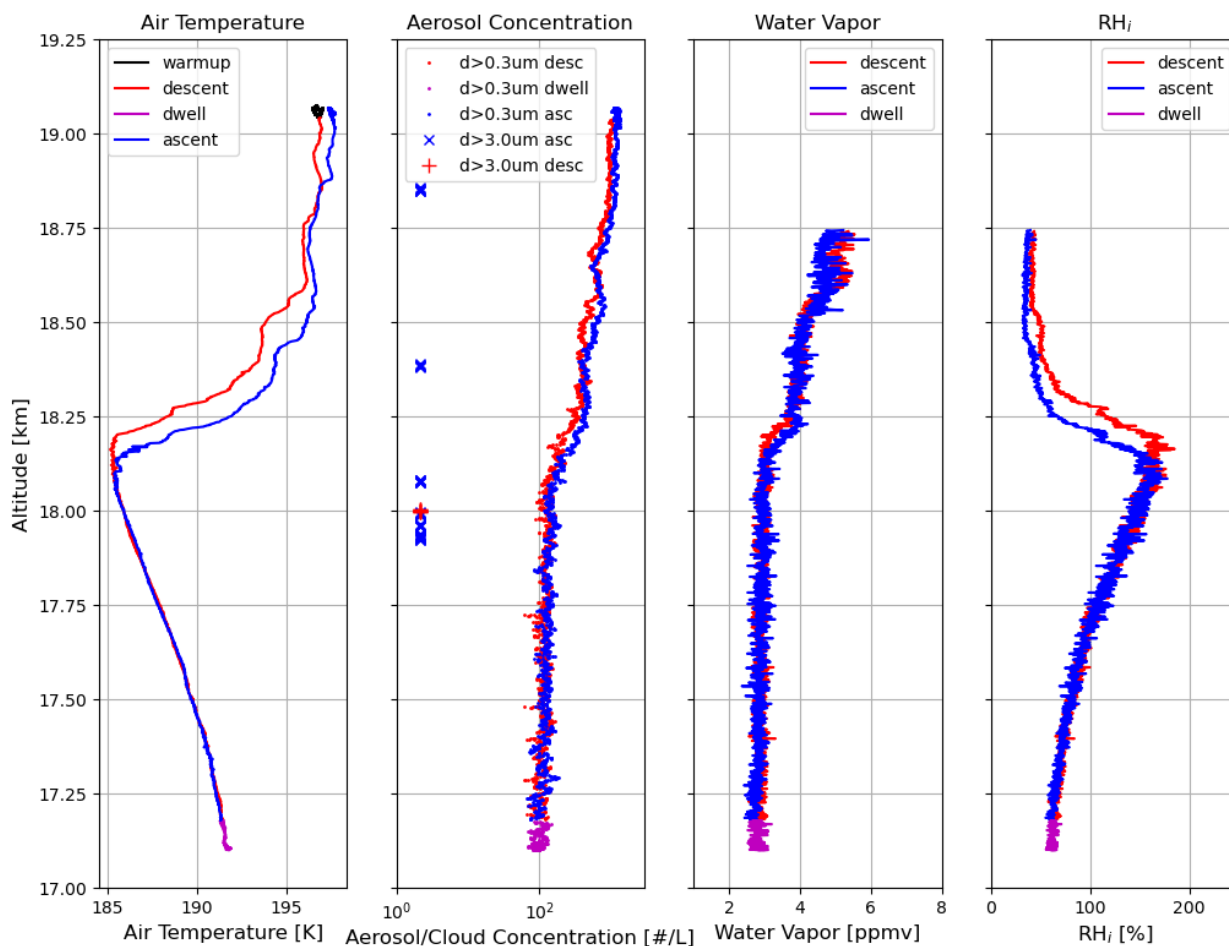 Air Temperature
Aerosol Concentration
Water Vapor
RHi
19.25
19.00
18.75
18.50
18.25
18.00
17.75
17.50
17.25
17.00
Altitude [km]
warmup
descent
dwell
ascent
d>0.3um desc
d>0.3um dwell
d>0.3um asc
d>3.0um asc
d>3.0um desc
descent
ascent
dwell
descent
ascent
dwell
185 190 195
10^0 10^2
2 4 6 8
0 100 200
Air Temperature [K]
Aerosol/Cloud Concentration [#/L]
Water Vapor [ppmv]
RHi [%]